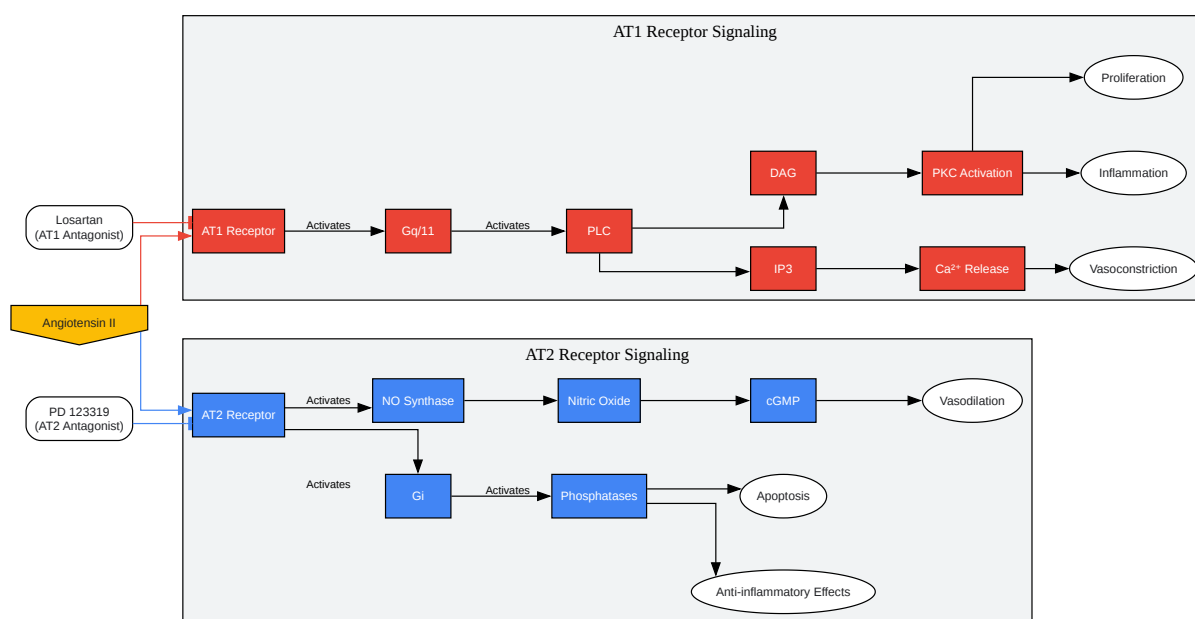 AT1 Receptor Signaling
Proliferation
DAG
PKC Activation
Inflammation
Losartan
(AT1 Antagonist)
AT1 Receptor
Activates
Gq/11
Activates
PLC
IP3
Ca²⁺ Release
Vasoconstriction
Angiotensin II
AT2 Receptor Signaling
PD 123319
(AT2 Antagonist)
AT2 Receptor
Activates
NO Synthase
Nitric Oxide
cGMP
Vasodilation
Activates
Gi
Activates
Phosphatases
Apoptosis
Anti-inflammatory Effects